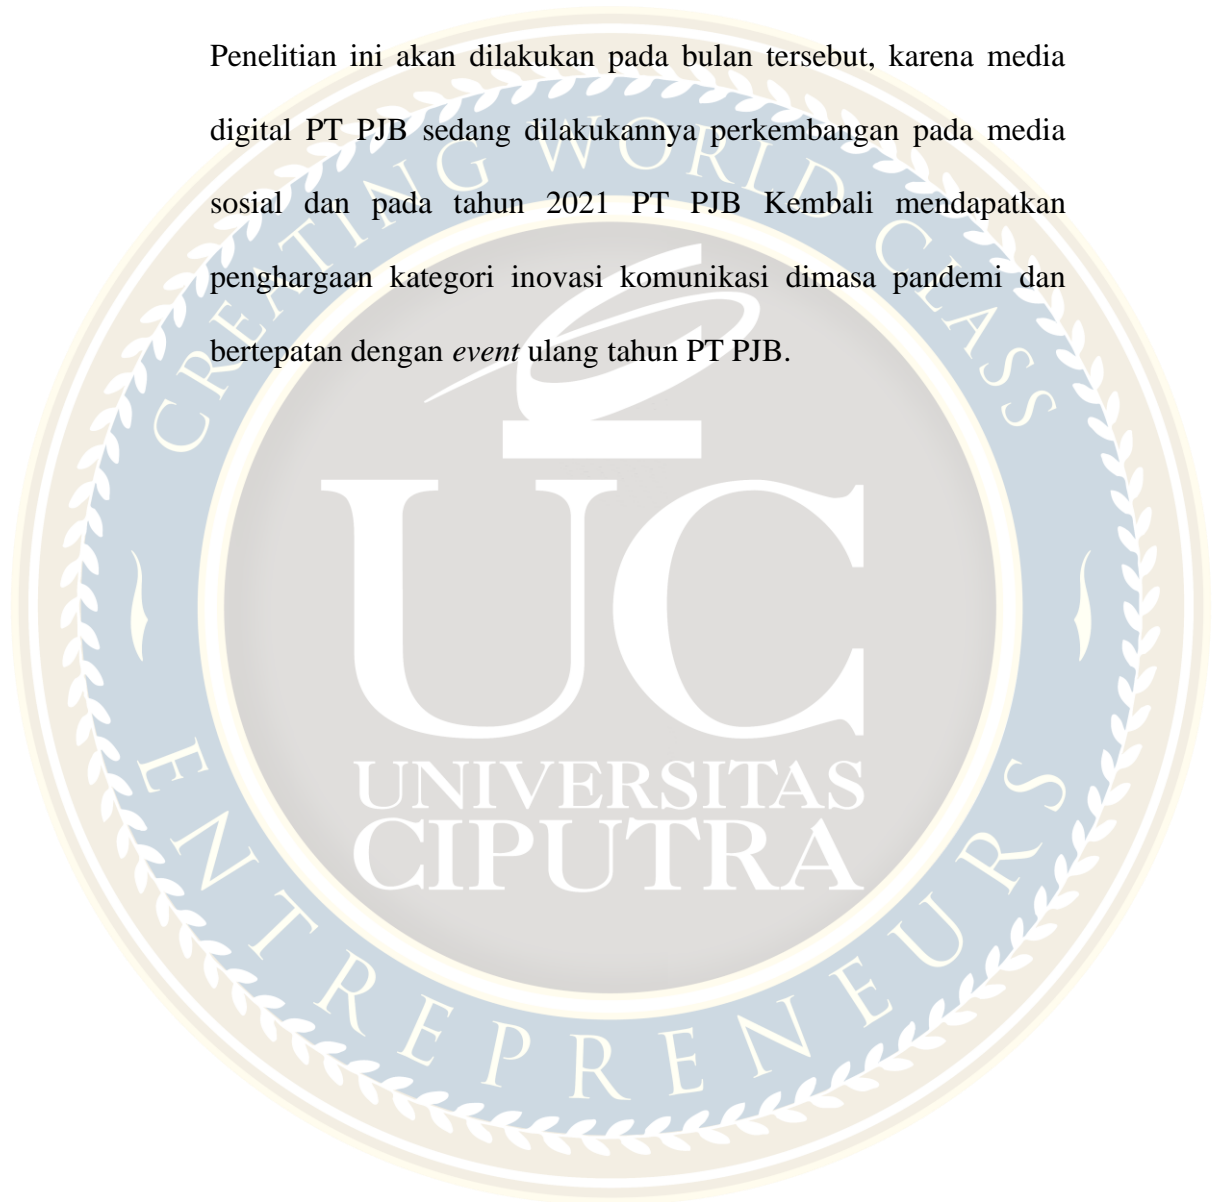 Penelitian ini akan dilakukan pada bulan tersebut, karena media
digital PT PJB sedang dilakukannya perkembangan pada media
sosial dan pada tahun 2021 PT PJB Kembali mendapatkan
penghargaan kategori inovasi komunikasi dimasa pandemi dan
bertepatan dengan event ulang tahun PT PJB.
CREATING WORLD CLASS
UC
UNIVERSITAS
CIPUTRA
ENTREPRENEURS